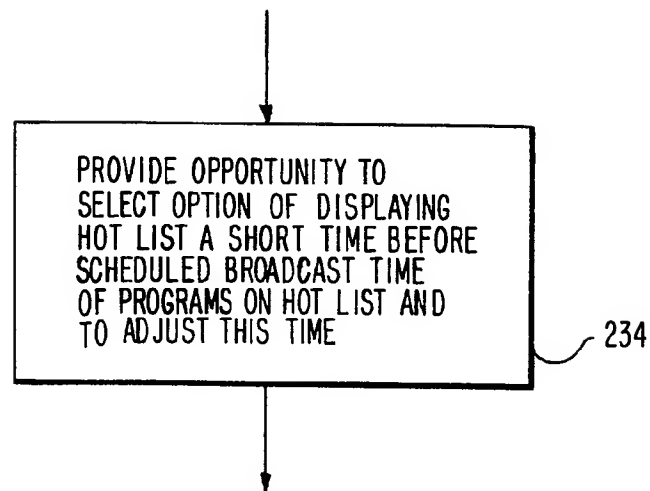 PROVIDE OPPORTUNITY TO
SELECT OPTION OF DISPLAYING
HOT LIST A SHORT TIME BEFORE
SCHEDULED BROADCAST TIME
OF PROGRAMS ON HOT LIST AND
TO ADJUST THIS TIME
234